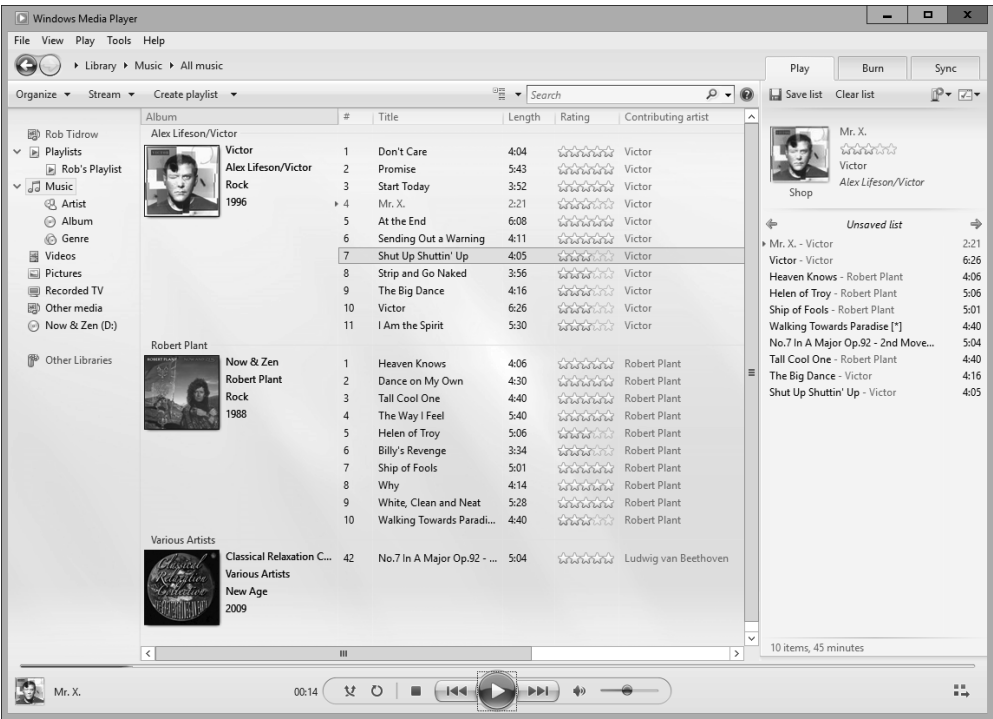 Windows Media Player
File View Play Tools Help
Library Music All music
Play Burn Sync
Organize Stream Create playlist Search
Save list Clear list
Rob Tidrow
Playlists
Rob's Playlist
Music
Artist
Album
Genre
Videos
Pictures
Recorded TV
Other media
Now & Zen (D:)
Other Libraries
Album # Title Length Rating Contributing artist
Alex Lifeson/Victor
Victor
Alex Lifeson/Victor
Rock
1996
1 Don't Care 4:04 Victor
2 Promise 5:43 Victor
3 Start Today 3:52 Victor
4 Mr. X. 2:21 Victor
5 At the End 6:08 Victor
6 Sending Out a Warning 4:11 Victor
7 Shut Up Shuttin' Up 4:05 Victor
8 Strip and Go Naked 3:56 Victor
9 The Big Dance 4:16 Victor
10 Victor 6:26 Victor
11 I Am the Spirit 5:30 Victor
Robert Plant
Now & Zen
Robert Plant
Rock
1988
1 Heaven Knows 4:06 Robert Plant
2 Dance on My Own 4:30 Robert Plant
3 Tall Cool One 4:40 Robert Plant
4 The Way I Feel 5:40 Robert Plant
5 Helen of Troy 5:06 Robert Plant
6 Billy's Revenge 3:34 Robert Plant
7 Ship of Fools 5:01 Robert Plant
8 Why 4:14 Robert Plant
9 White, Clean and Neat 5:28 Robert Plant
10 Walking Towards Paradi... 4:40 Robert Plant
Various Artists
Classical Relaxation C...
Various Artists
New Age
2009
Classical
Relaxation
Collection
42 No.7 In A Major Op.92 - ... 5:04 Ludwig van Beethoven
Mr. X.
Victor
Alex Lifeson/Victor
Shop
Unsaved list
Mr. X. - Victor 2:21
Victor - Victor 6:26
Heaven Knows - Robert Plant 4:06
Helen of Troy - Robert Plant 5:06
Ship of Fools - Robert Plant 5:01
Walking Towards Paradise [*] 4:40
No.7 In A Major Op.92 - 2nd Move... 5:04
Tall Cool One - Robert Plant 4:40
The Big Dance - Victor 4:16
Shut Up Shuttin' Up - Victor 4:05
10 items, 45 minutes
Mr. X. 00:14